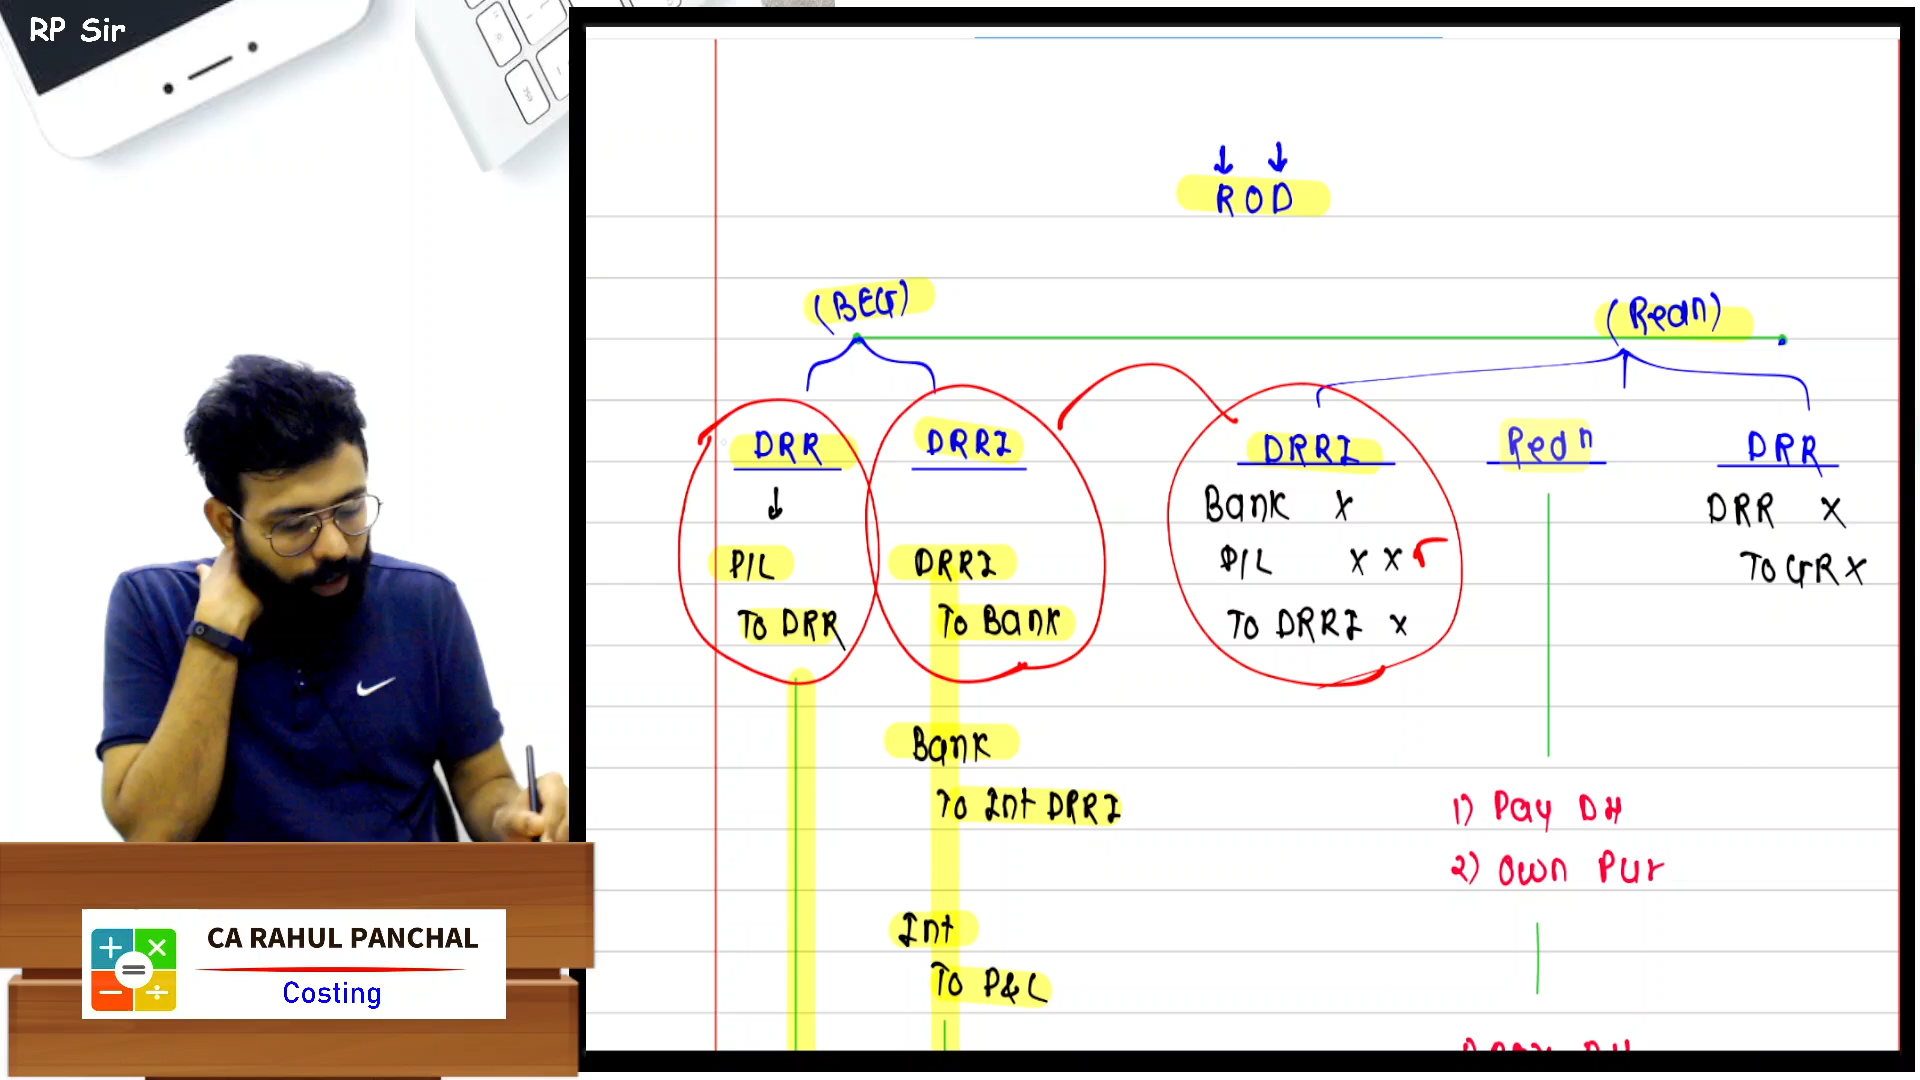 RP Sir
ROD
(BEG)
(Redn)
DRR
DRRI
DRRI
Redn
DRR
Bank X
DRR X
P/L
DRRI
P/L X X
To GR X
To DRR
To Bank
To DRRI X
Bank
To Int DRRI
1) Pay DH
2) Own Pur
Int
To P&L
CA RAHUL PANCHAL
Costing